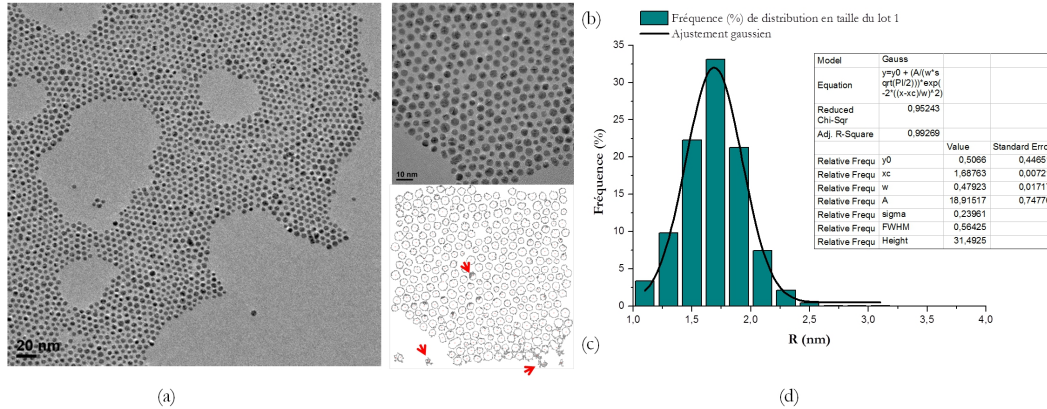 20 nm
(a)
10 nm
(b)
(c)
Fréquence (%) de distribution en taille du lot 1
Ajustement gaussien
Fréquence (%)
35
30
25
20
15
10
5
0
1,0
1,5
2,0
2,5
3,0
3,5
4,0
R (nm)
Model Gauss
Equation y=y0 + (A/(w*s
qrt(PI/2)))*exp(
-2*((x-xc)/w)^2)
Reduced
Chi-Sqr 0,95243
Adj. R-Square 0,99269
Value Standard Erro
Relative Frequ y0 0,5066 0,4465
Relative Frequ xc 1,68763 0,0072
Relative Frequ w 0,47923 0,0171
Relative Frequ A 18,91517 0,7477
Relative Frequ sigma 0,23961
Relative Frequ FWHM 0,56425
Relative Frequ Height 31,4925
(d)